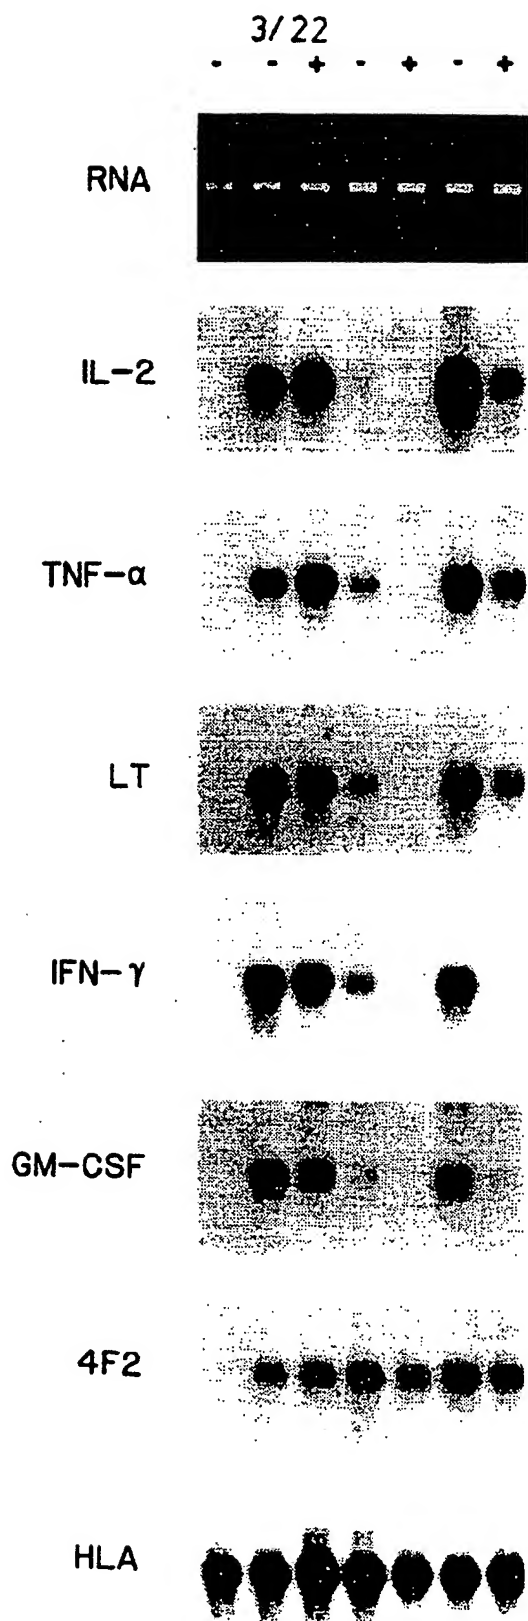 3/22
- - + - + - +
RNA
IL-2
TNF-α
LT
IFN-γ
GM-CSF
4F2
HLA